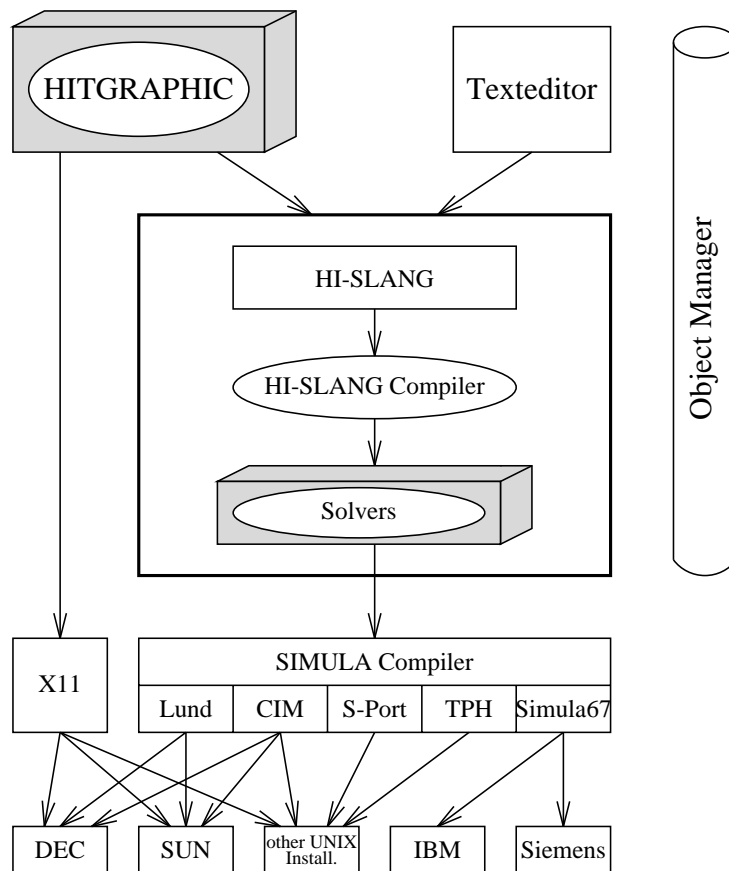 HITGRAPHIC
Texteditor
Object Manager
HI-SLANG
HI-SLANG Compiler
Solvers
X11
SIMULA Compiler
Lund
CIM
S-Port
TPH
Simula67
DEC
SUN
other UNIX
Install.
IBM
Siemens